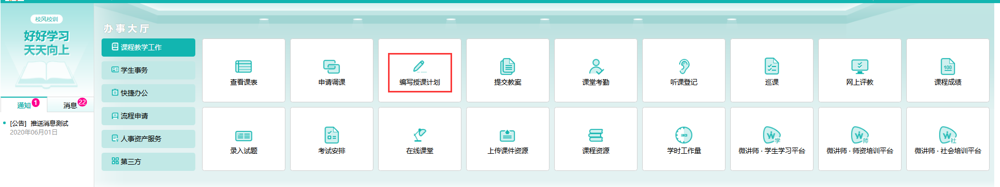 校风校训
好好学习
天天向上
通知 1
消息 22
[公告] 推送消息测试
2020年06月01日
办事大厅
课程教学工作
学生事务
快捷办公
流程申请
人事资产服务
第三方
查看课表
申请调课
编写授课计划
提交教案
课堂考勤
听课登记
巡课
网上评教
100
课程成绩
录入试题
考试安排
在线课堂
上传课件资源
课程资源
30
学时工作量
W学
微讲师 · 学生学习平台
W师
微讲师 · 师资培训平台
W社
微讲师 · 社会培训平台